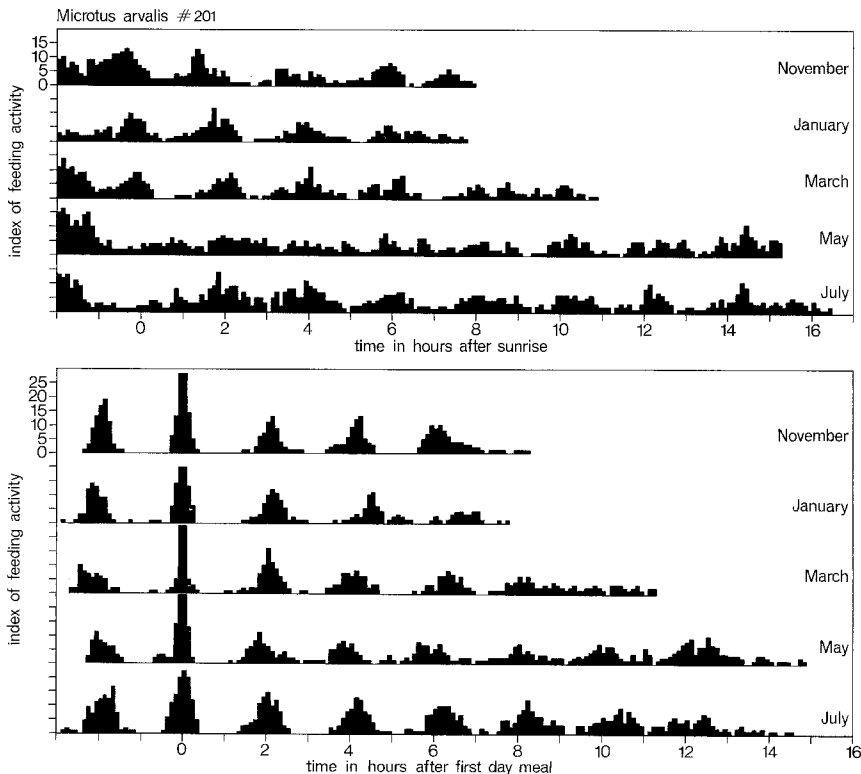 Microtus arvalis #201
index of feeding activity
15
10
5
0
November
January
March
May
July
0 2 4 6 8 10 12 14 16
time in hours after sunrise
index of feeding activity
25
20
15
10
5
0
November
January
March
May
July
0 2 4 6 8 10 12 14 16
time in hours after first day meal